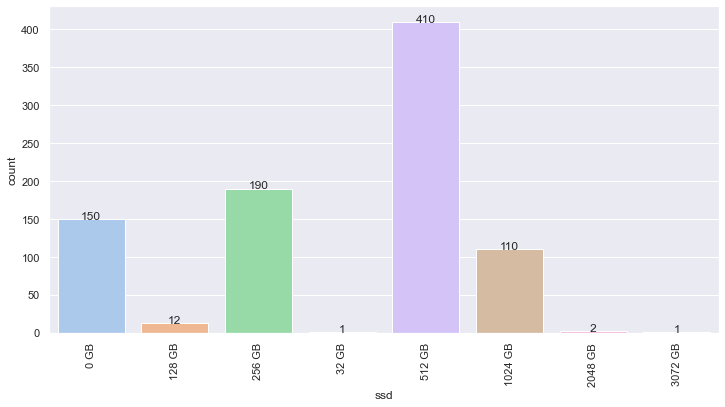 410
400
350
300
250
200
190
150
150
110
100
50
12
1
2
1
0
count
0 GB
128 GB
256 GB
32 GB
512 GB
1024 GB
2048 GB
3072 GB
ssd